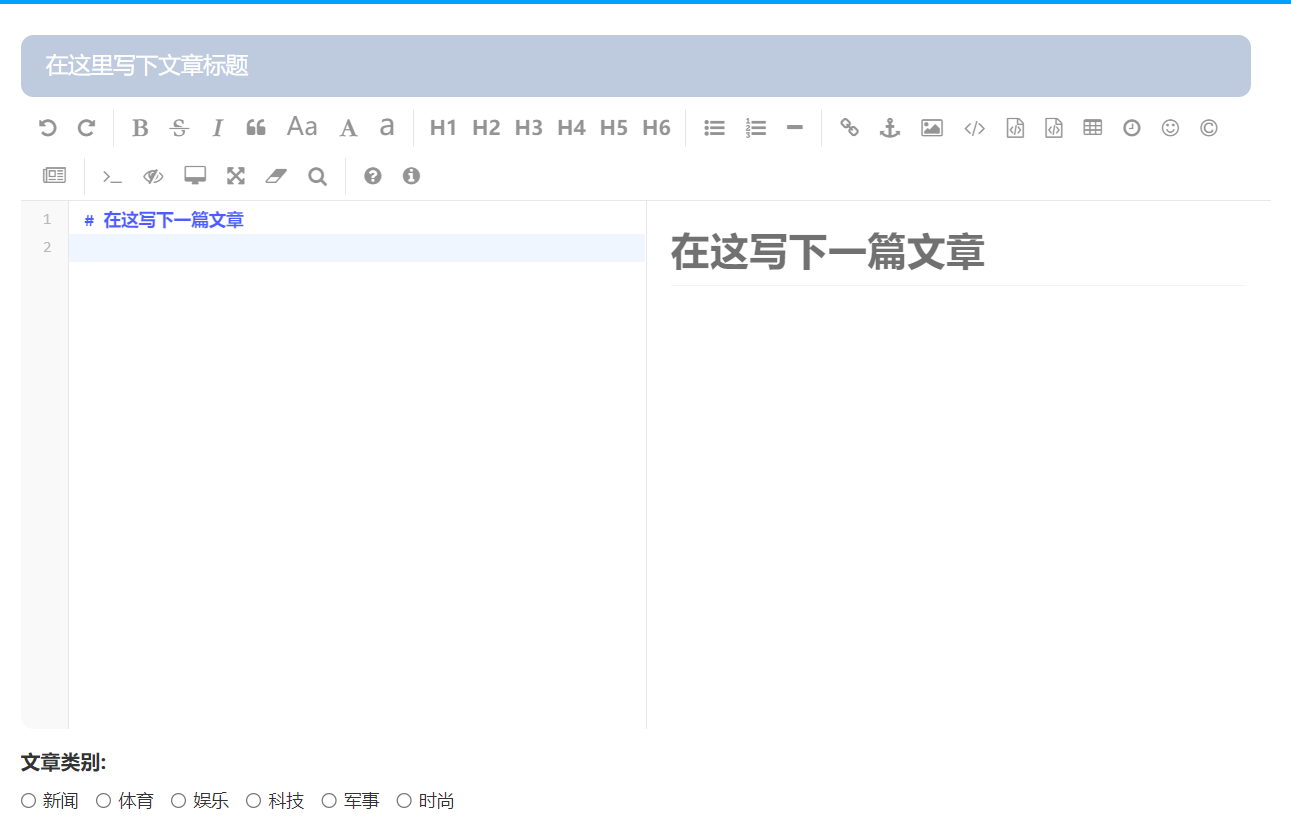 在这里写下文章标题
B S I Aa A a H1 H2 H3 H4 H5 H6
1 # 在这写下一篇文章
2
在这写下一篇文章
文章类别:
新闻 体育 娱乐 科技 军事 时尚